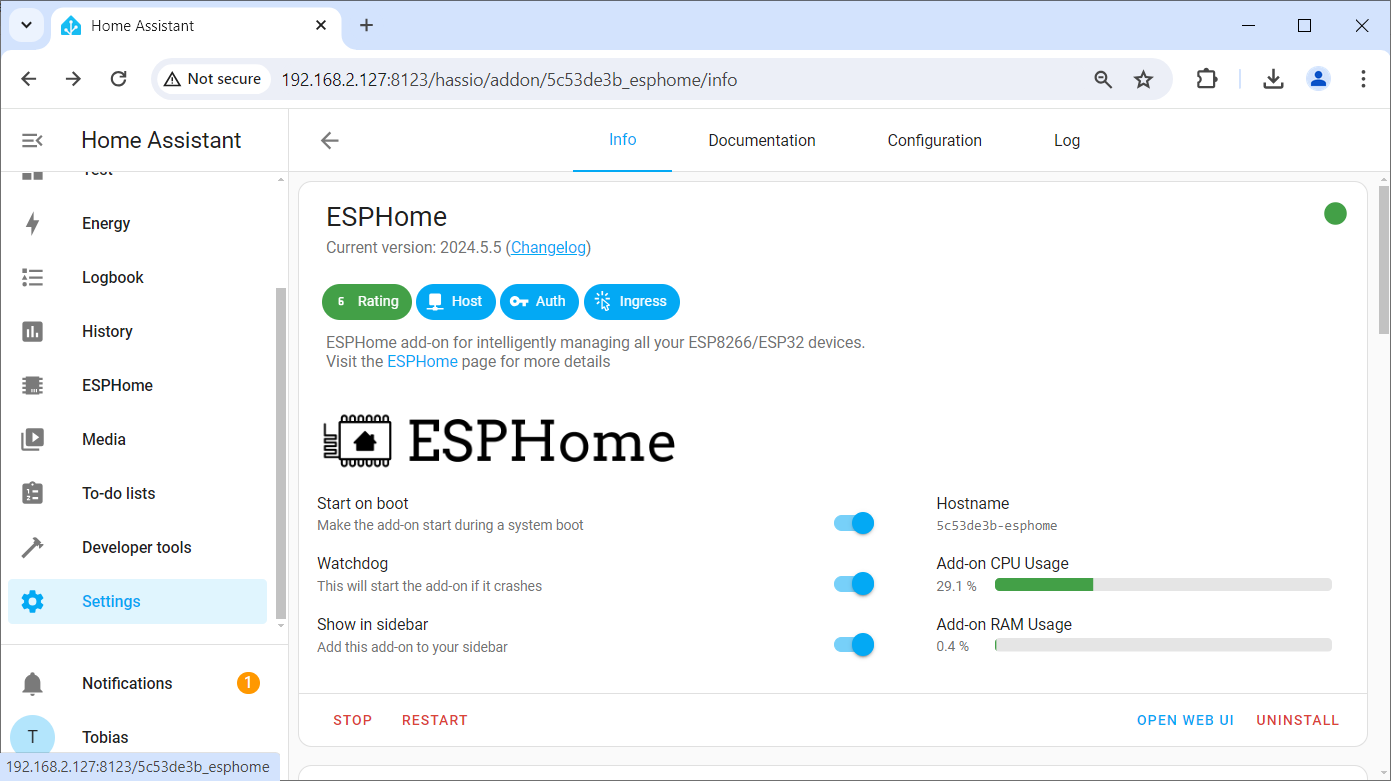 Home Assistant
Not secure
192.168.2.127:8123/hassio/addon/5c53de3b_esphome/info
Home Assistant
Info
Documentation
Configuration
Log
Test
Energy
Logbook
History
ESPHome
Media
To-do lists
Developer tools
Settings
Notifications
1
T
Tobias
192.168.2.127:8123/5c53de3b_esphome
ESPHome
Current version: 2024.5.5 (Changelog)
Rating
Host
Auth
Ingress
ESPHome add-on for intelligently managing all your ESP8266/ESP32 devices.
Visit the ESPHome page for more details
ESPHome
Start on boot
Make the add-on start during a system boot
Watchdog
This will start the add-on if it crashes
Show in sidebar
Add this add-on to your sidebar
Hostname
5c53de3b-esphome
Add-on CPU Usage
29.1 %
Add-on RAM Usage
0.4 %
STOP
RESTART
OPEN WEB UI
UNINSTALL